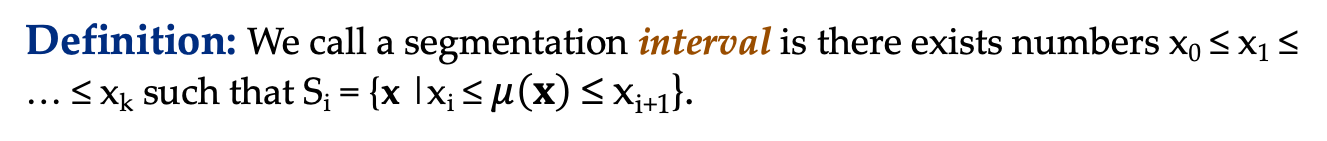 Definition: We call a segmentation interval is there exists numbers x₀ ≤ x₁ ≤
… ≤ xₖ such that Sᵢ = {x |xᵢ ≤ μ(x) ≤ xᵢ₊₁}.